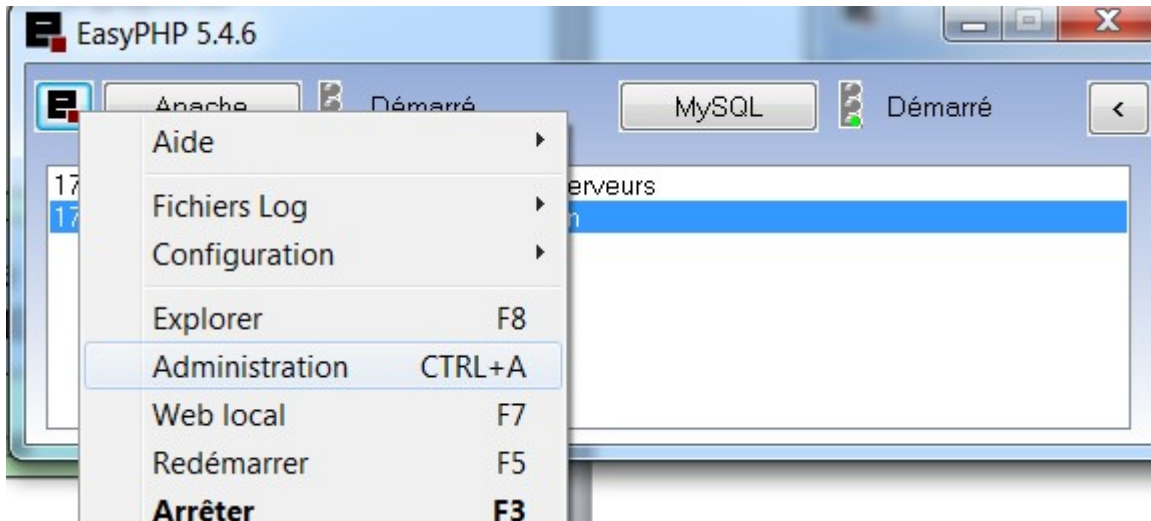 EasyPHP 5.4.6
Apache Démarré MySQL Démarré <
Aide
17 erveurs
17 n
Fichiers Log
Configuration
Explorer F8
Administration CTRL+A
Web local F7
Redémarrer F5
Arrêter F3